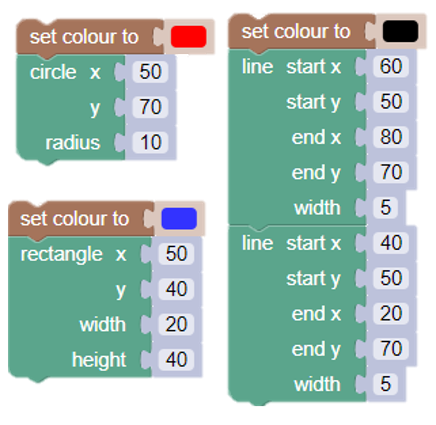 set colour to
circle x 50
y 70
radius 10
set colour to
rectangle x 50
y 40
width 20
height 40
set colour to
line start x 60
start y 50
end x 80
end y 70
width 5
line start x 40
start y 50
end x 20
end y 70
width 5